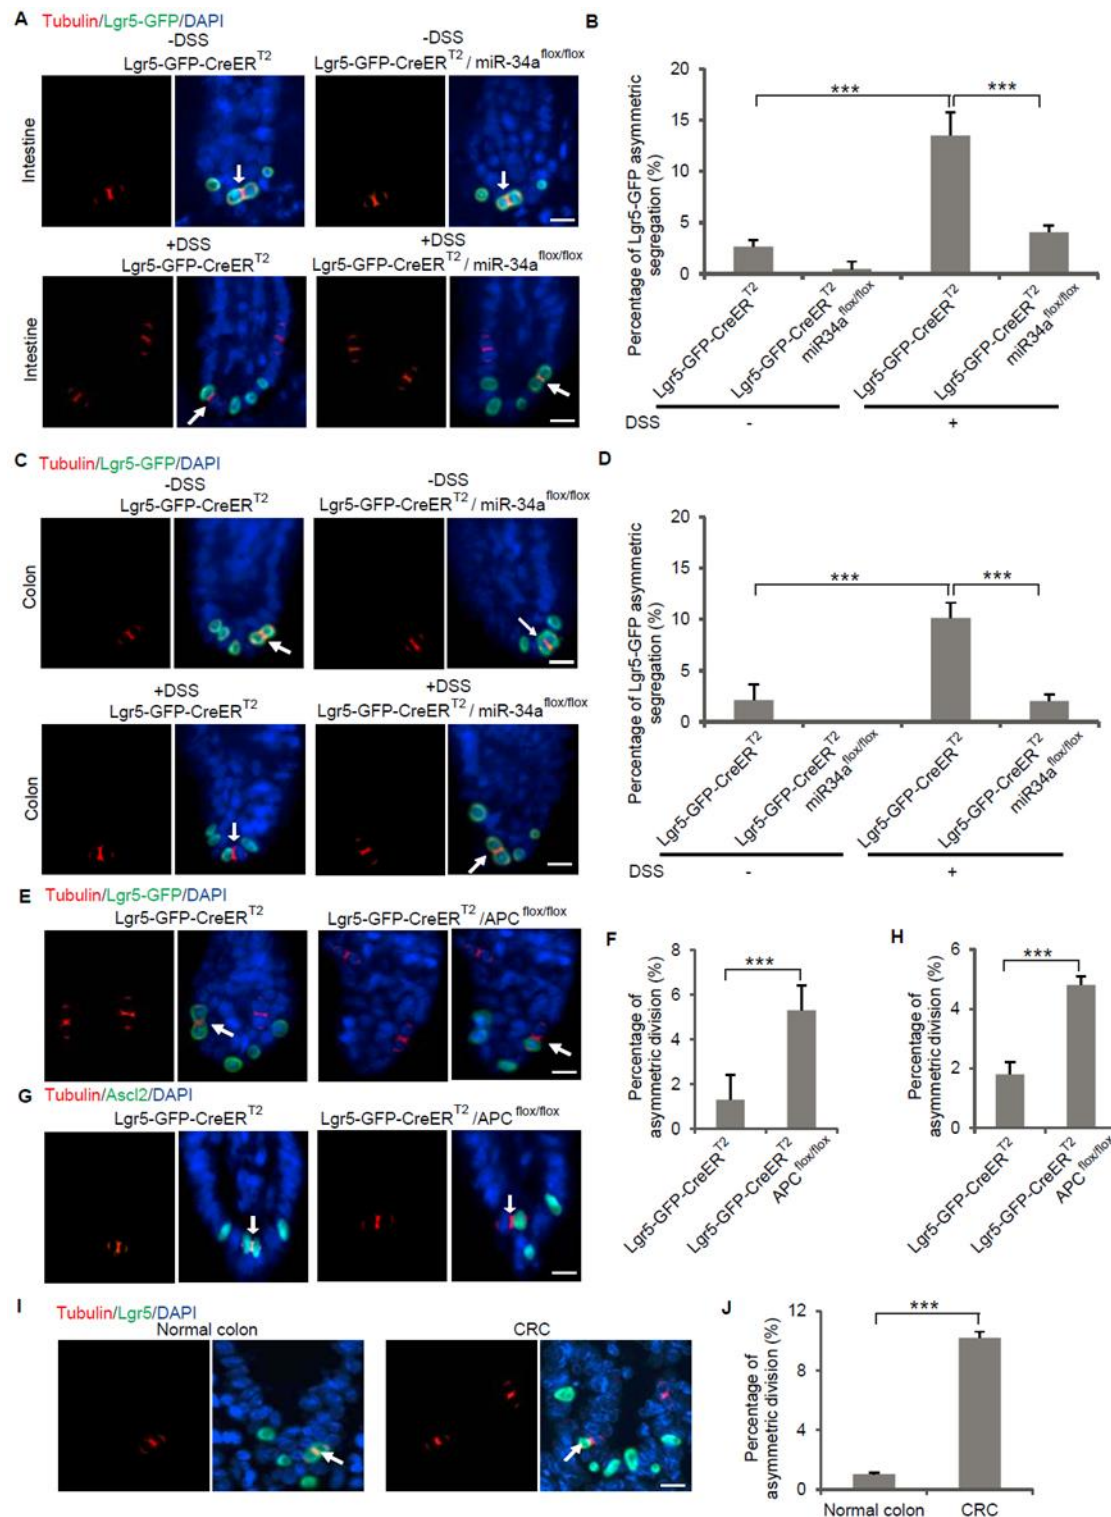 A Tubulin/Lgr5-GFP/DAPI
-DSS
Lgr5-GFP-CreER^T2
-DSS
Lgr5-GFP-CreER^T2 / miR-34a^flox/flox
Intestine
+DSS
Lgr5-GFP-CreER^T2
+DSS
Lgr5-GFP-CreER^T2 / miR-34a^flox/flox
Intestine
B
Percentage of Lgr5-GFP asymmetric
segregation (%)
20
15
10
5
0
*** ***
Lgr5-GFP-CreER^T2
Lgr5-GFP-CreER^T2
miR34a^flox/flox
Lgr5-GFP-CreER^T2
Lgr5-GFP-CreER^T2
miR34a^flox/flox
DSS - +
C Tubulin/Lgr5-GFP/DAPI
-DSS
Lgr5-GFP-CreER^T2
-DSS
Lgr5-GFP-CreER^T2 / miR-34a^flox/flox
Colon
+DSS
Lgr5-GFP-CreER^T2
+DSS
Lgr5-GFP-CreER^T2 / miR-34a^flox/flox
Colon
D
Percentage of Lgr5-GFP asymmetric
segregation (%)
20
15
10
5
0
*** ***
Lgr5-GFP-CreER^T2
Lgr5-GFP-CreER^T2
miR34a^flox/flox
Lgr5-GFP-CreER^T2
Lgr5-GFP-CreER^T2
miR34a^flox/flox
DSS - +
E Tubulin/Lgr5-GFP/DAPI
Lgr5-GFP-CreER^T2
Lgr5-GFP-CreER^T2 /APC^flox/flox
F
Percentage of
asymmetric division (%)
8
6
4
2
0
***
Lgr5-GFP-CreER^T2
Lgr5-GFP-CreER^T2
APC^flox/flox
G Tubulin/Ascl2/DAPI
Lgr5-GFP-CreER^T2
Lgr5-GFP-CreER^T2 /APC^flox/flox
H
Percentage of
asymmetric division (%)
6
4
2
0
***
Lgr5-GFP-CreER^T2
Lgr5-GFP-CreER^T2
APC^flox/flox
I Tubulin/Lgr5/DAPI
Normal colon
CRC
J
Percentage of
asymmetric division (%)
12
8
4
0
***
Normal colon CRC